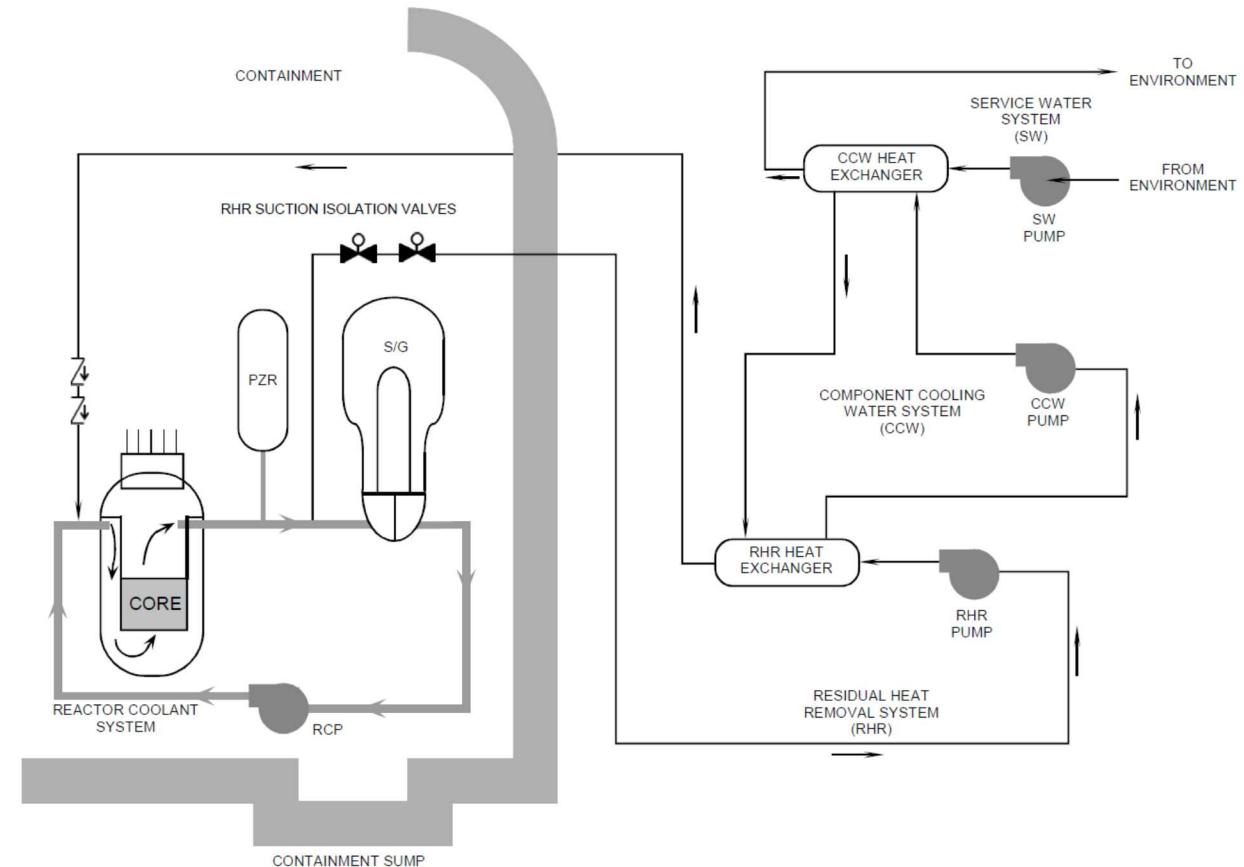 CONTAINMENT
TO
ENVIRONMENT
SERVICE WATER
SYSTEM
(SW)
CCW HEAT
EXCHANGER
FROM
ENVIRONMENT
SW
PUMP
RHR SUCTION ISOLATION VALVES
S/G
PZR
COMPONENT COOLING
WATER SYSTEM
(CCW)
CCW
PUMP
RHR HEAT
EXCHANGER
CORE
RHR
PUMP
REACTOR COOLANT
SYSTEM
RCP
RESIDUAL HEAT
REMOVAL SYSTEM
(RHR)
CONTAINMENT SUMP